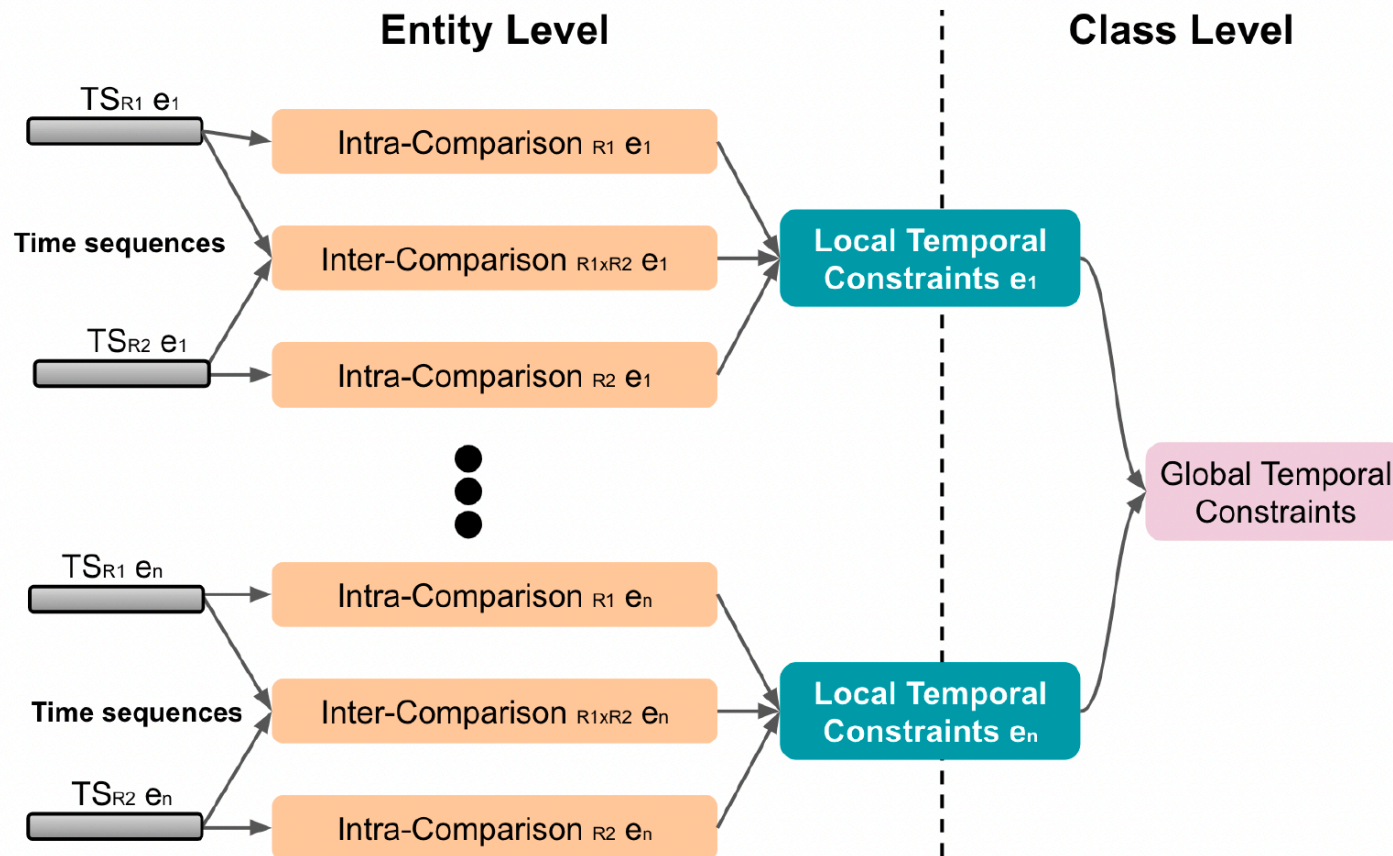 Entity Level
Class Level
TSR1 e1
Intra-Comparison R1 e1
Time sequences
Inter-Comparison R1xR2 e1
Local Temporal
Constraints e1
TSR2 e1
Intra-Comparison R2 e1
Global Temporal
Constraints
TSR1 en
Intra-Comparison R1 en
Time sequences
Inter-Comparison R1xR2 en
Local Temporal
Constraints en
TSR2 en
Intra-Comparison R2 en